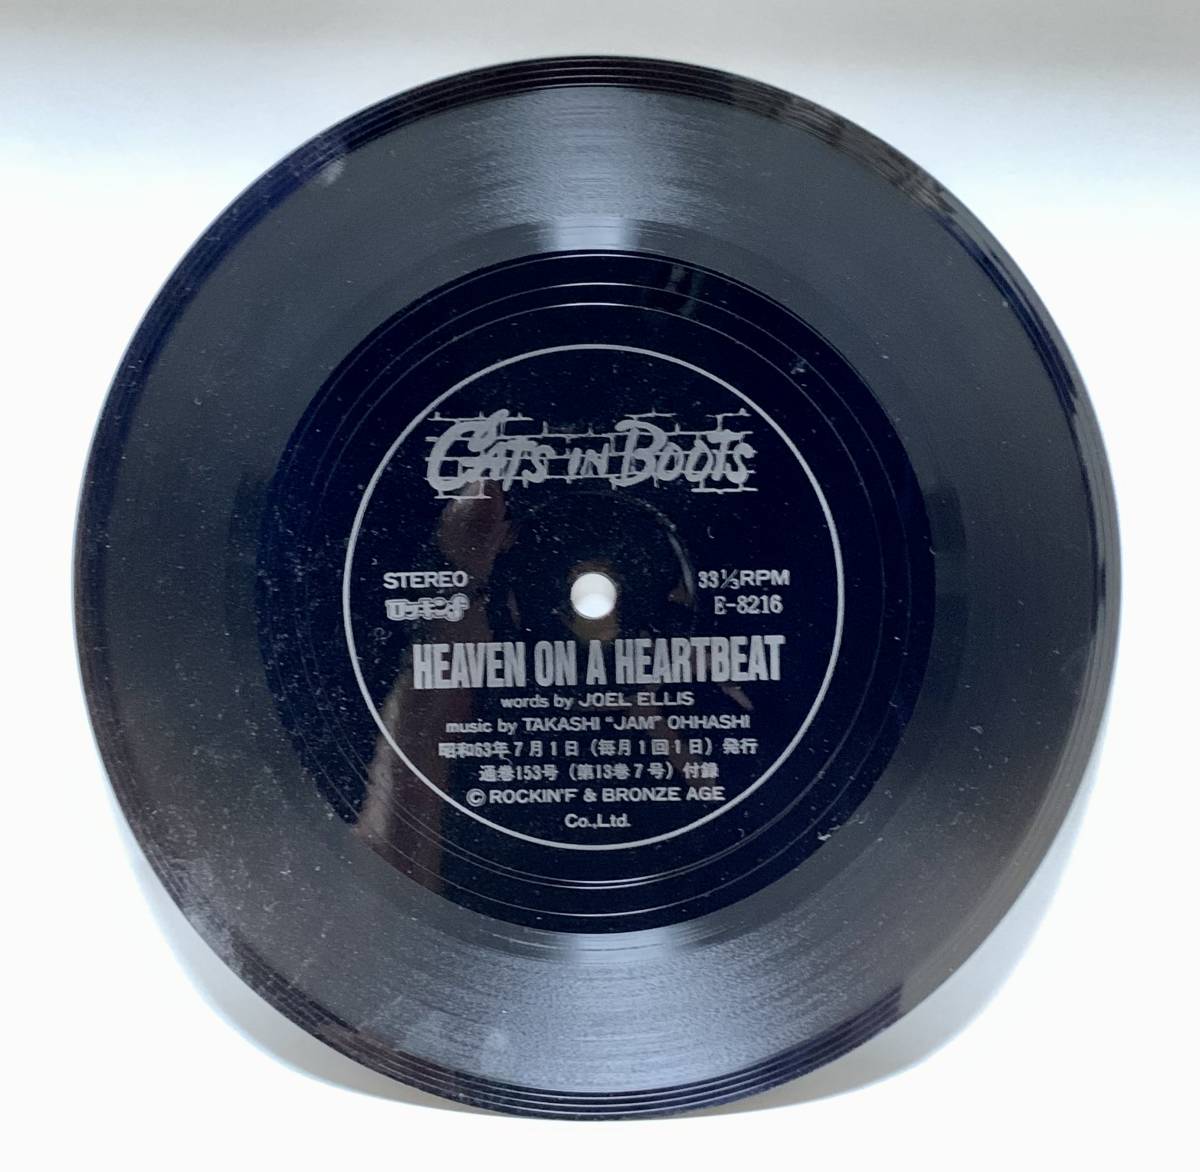 CATS IN BOOTS
STEREO
33⅓RPM
ロッキンf
E-8216
HEAVEN ON A HEARTBEAT
words by JOEL ELLIS
music by TAKASHI "JAM" OHHASHI
昭和63年7月1日（毎月1回1日）発行
通巻153号（第13巻7号）付録
© ROCKIN'F & BRONZE AGE
Co.,Ltd.